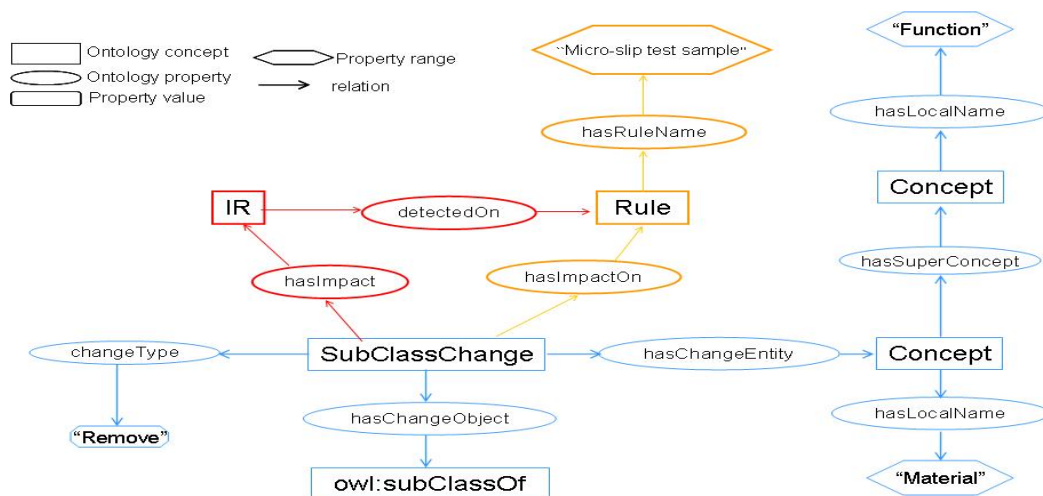 Ontology concept
Property range
Ontology property
relation
Property value
"Micro-slip test sample"
"Function"
hasRuleName
hasLocalName
IR
detectedOn
Rule
Concept
hasImpact
hasImpactOn
hasSuperConcept
changeType
SubClassChange
hasChangeEntity
Concept
hasChangeObject
hasLocalName
"Remove"
owl:subClassOf
"Material"